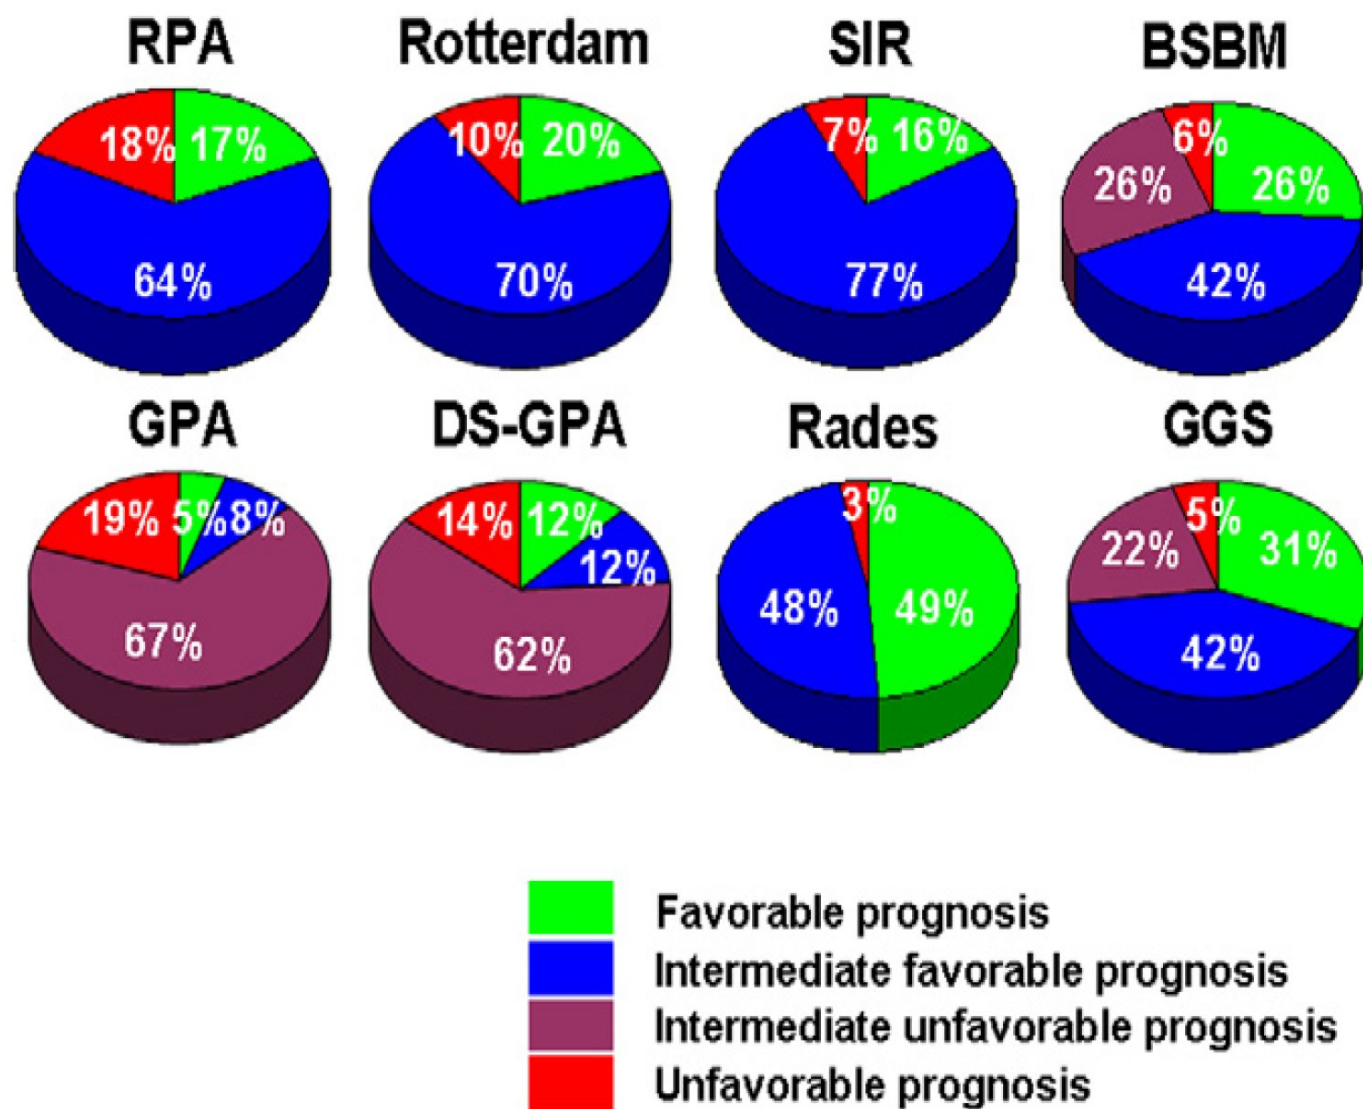 RPA Rotterdam SIR BSBM
18% 17% 10% 20% 7% 16% 6% 26% 26%
64% 70% 77% 42%
GPA DS-GPA Rades GGS
19% 5% 8% 14% 12% 12% 3% 5% 22% 31%
67% 62% 48% 49% 42%
Favorable prognosis
Intermediate favorable prognosis
Intermediate unfavorable prognosis
Unfavorable prognosis